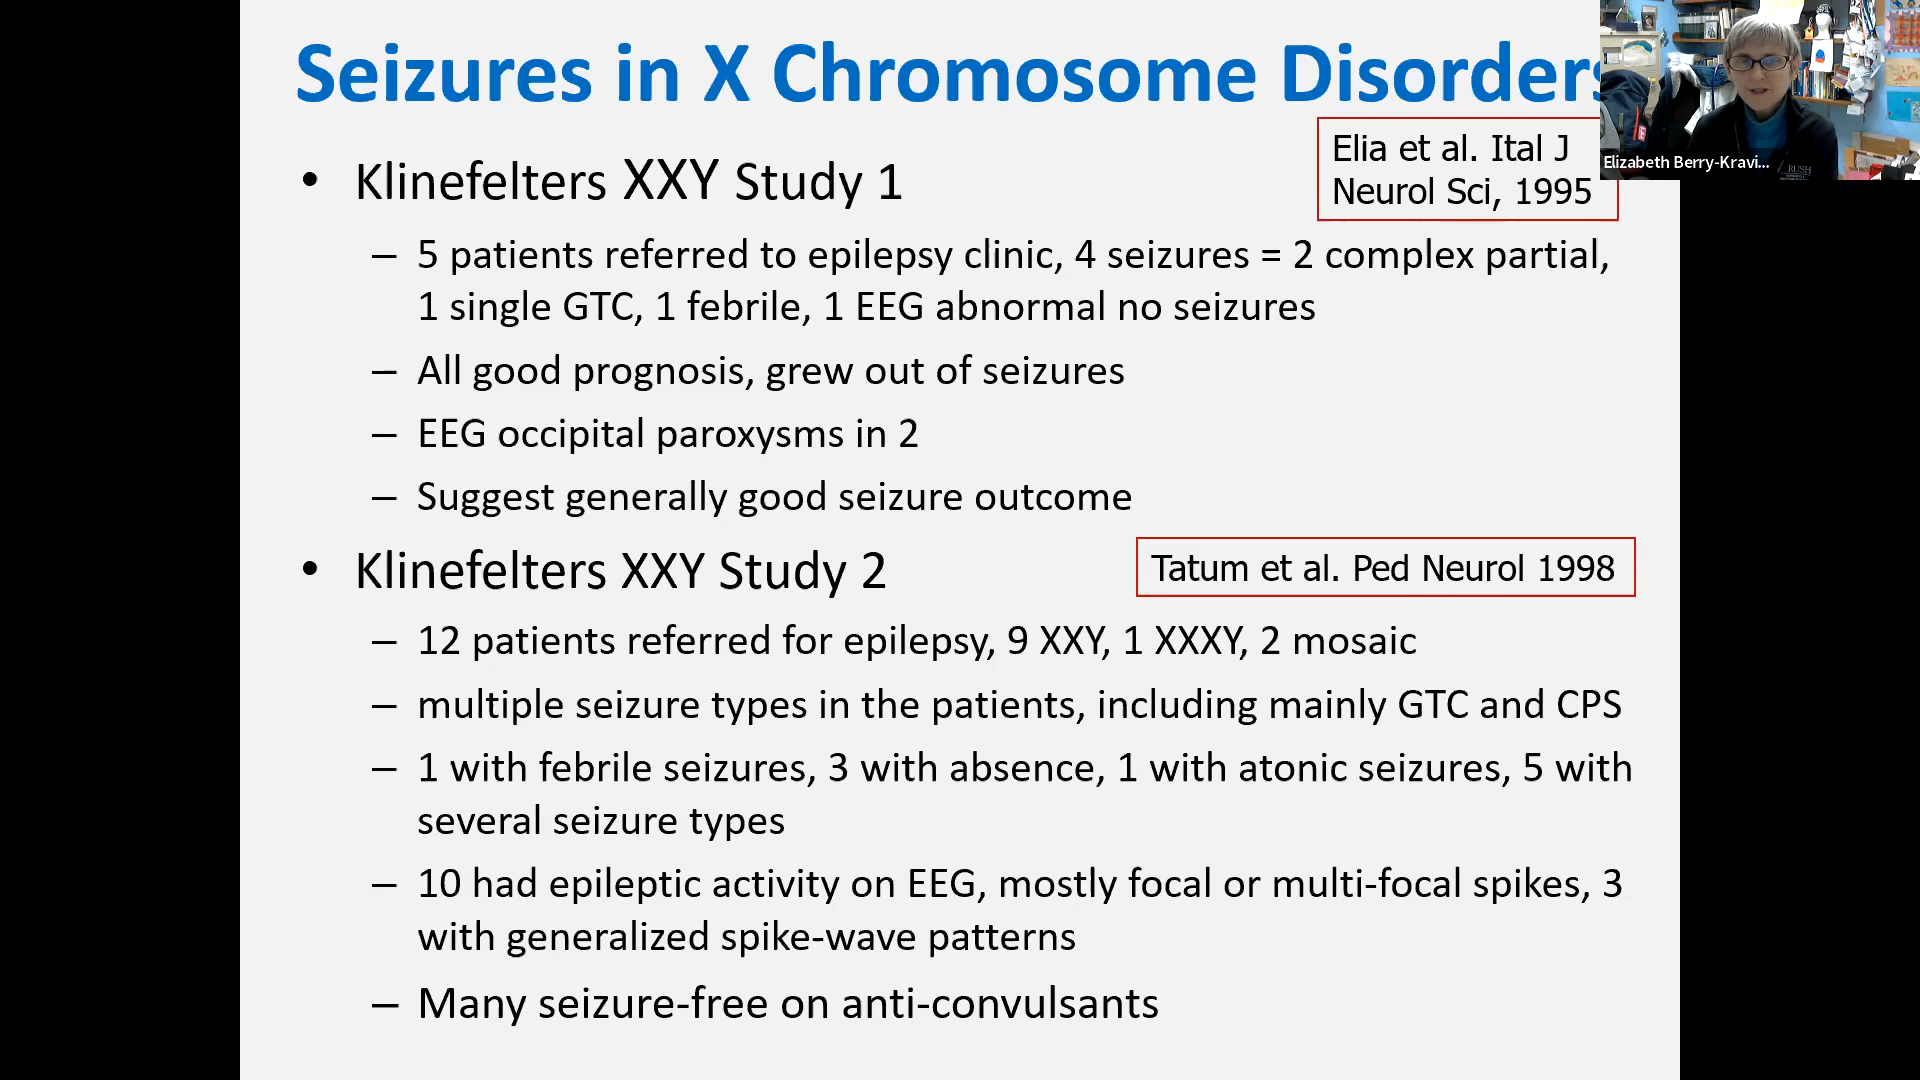 Seizures in X Chromosome Disorders
Elia et al. Ital J
Neurol Sci, 1995
Elizabeth Berry-Kravi...
RUSH
• Klinefelters XXY Study 1
– 5 patients referred to epilepsy clinic, 4 seizures = 2 complex partial,
1 single GTC, 1 febrile, 1 EEG abnormal no seizures
– All good prognosis, grew out of seizures
– EEG occipital paroxysms in 2
– Suggest generally good seizure outcome
• Klinefelters XXY Study 2
Tatum et al. Ped Neurol 1998
– 12 patients referred for epilepsy, 9 XXY, 1 XXXY, 2 mosaic
– multiple seizure types in the patients, including mainly GTC and CPS
– 1 with febrile seizures, 3 with absence, 1 with atonic seizures, 5 with
several seizure types
– 10 had epileptic activity on EEG, mostly focal or multi-focal spikes, 3
with generalized spike-wave patterns
– Many seizure-free on anti-convulsants